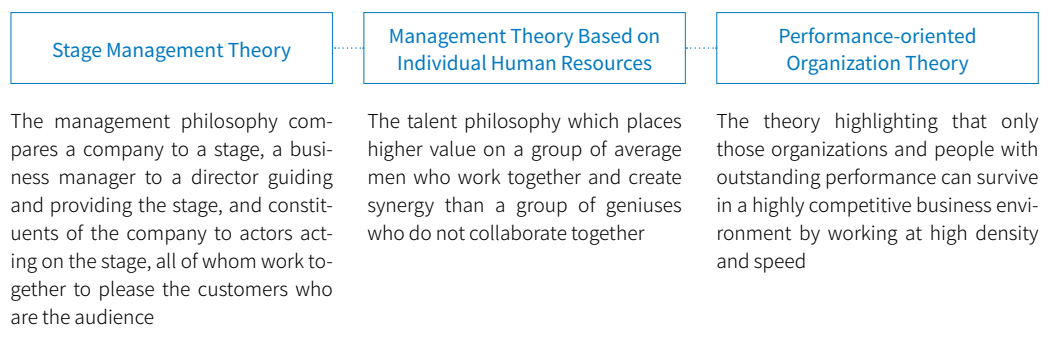 Stage Management Theory
The management philosophy com-
pares a company to a stage, a busi-
ness manager to a director guiding
and providing the stage, and constit-
uents of the company to actors act-
ing on the stage, all of whom work to-
gether to please the customers who
are the audience
Management Theory Based on
Individual Human Resources
The talent philosophy which places
higher value on a group of average
men who work together and create
synergy than a group of geniuses
who do not collaborate together
Performance-oriented
Organization Theory
The theory highlighting that only
those organizations and people with
outstanding performance can survive
in a highly competitive business envi-
ronment by working at high density
and speed